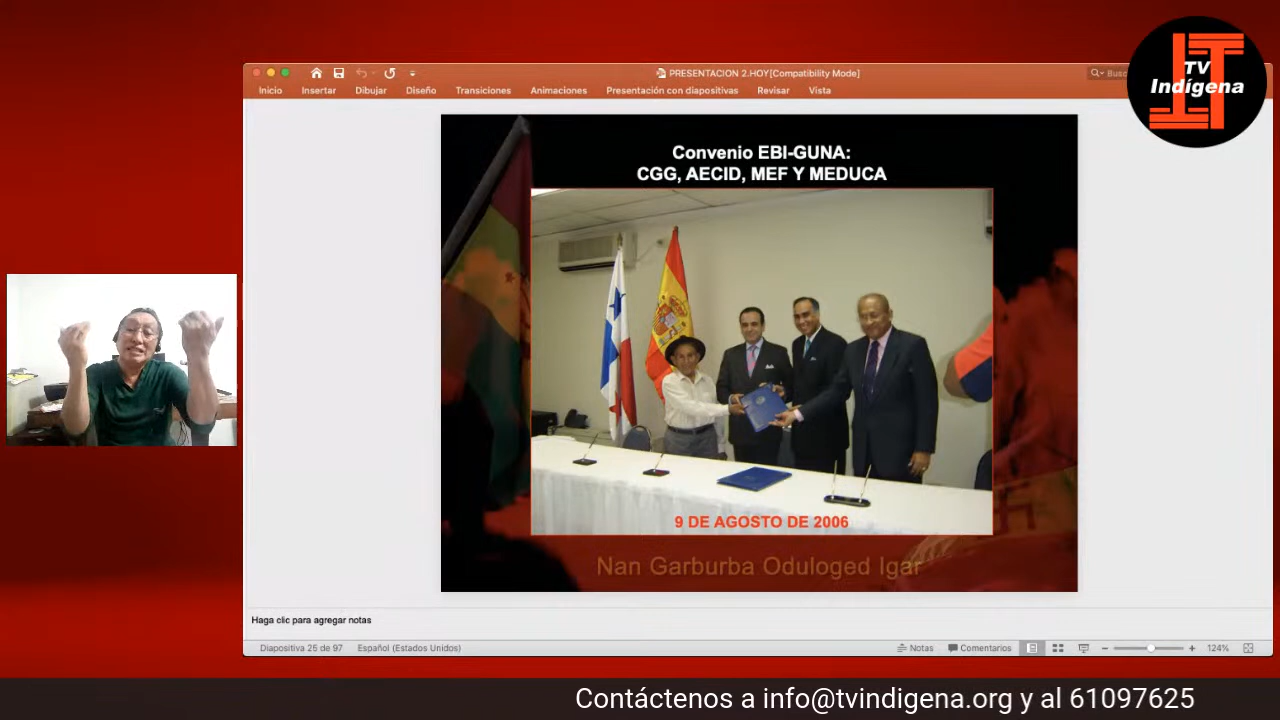 TV
Indígena
PRESENTACION 2.HOY[Compatibility Mode]
Busc
Inicio Insertar Dibujar Diseño Transiciones Animaciones Presentación con diapositivas Revisar Vista
Convenio EBI-GUNA:
CGG, AECID, MEF Y MEDUCA
9 DE AGOSTO DE 2006
Nan Garburba Oduloged Igar
Haga clic para agregar notas
Diapositiva 25 de 97 Español (Estados Unidos) Notas Comentarios 124%
Contáctenos a info@tvindigena.org y al 61097625